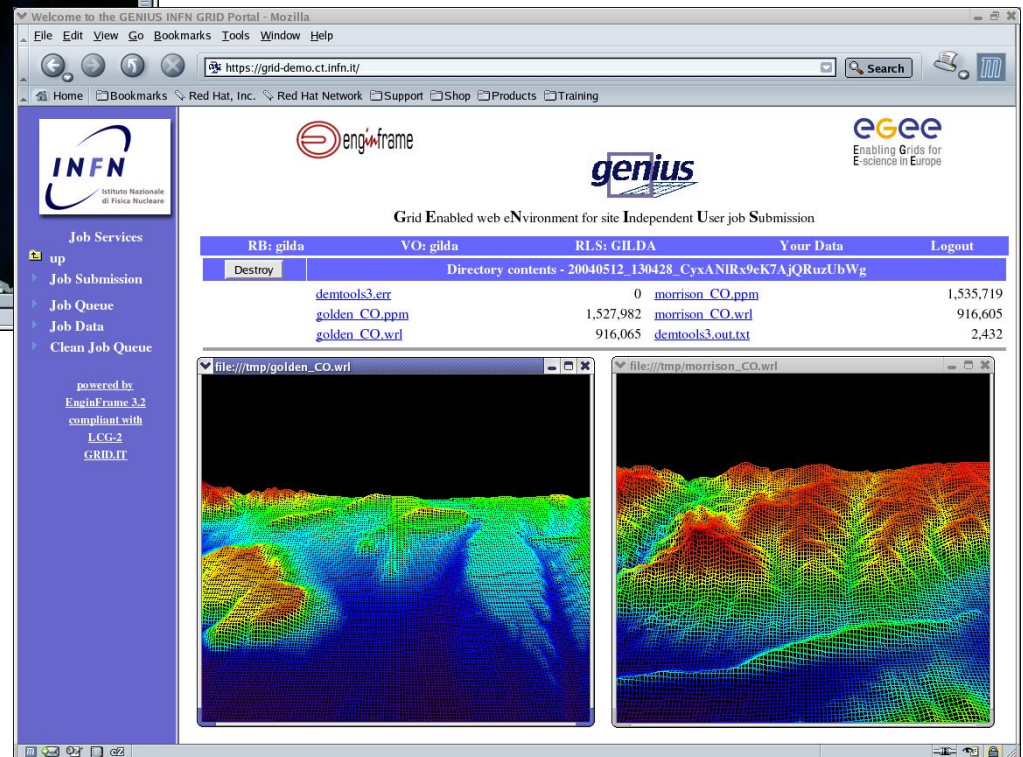 Welcome to the GENIUS INFN GRID Portal - Mozilla
File Edit View Go Bookmarks Tools Window Help
https://grid-demo.ct.infn.it/ Search
Home Bookmarks Red Hat, Inc. Red Hat Network Support Shop Products Training
INFN
Istituto Nazionale
di Fisica Nucleare
enginframe
genius
egee
Enabling Grids for
E-science in Europe
Grid Enabled web eNvironment for site Independent User job Submission
Job Services
up
Job Submission
Job Queue
Job Data
Clean Job Queue
powered by
EnginFrame 3.2
compliant with
LCG-2
GRID.IT
RB: gilda VO: gilda RLS: GILDA Your Data Logout
Destroy Directory contents - 20040512_130428_CyxANlRx9eK7AjQRuzUbWg
demtools3.err 0 morrison_CO.ppm 1,535,719
golden_CO.ppm 1,527,982 morrison_CO.wrl 916,605
golden_CO.wrl 916,065 demtools3.out.txt 2,432
file:///tmp/golden_CO.wrl
file:///tmp/morrison_CO.wrl